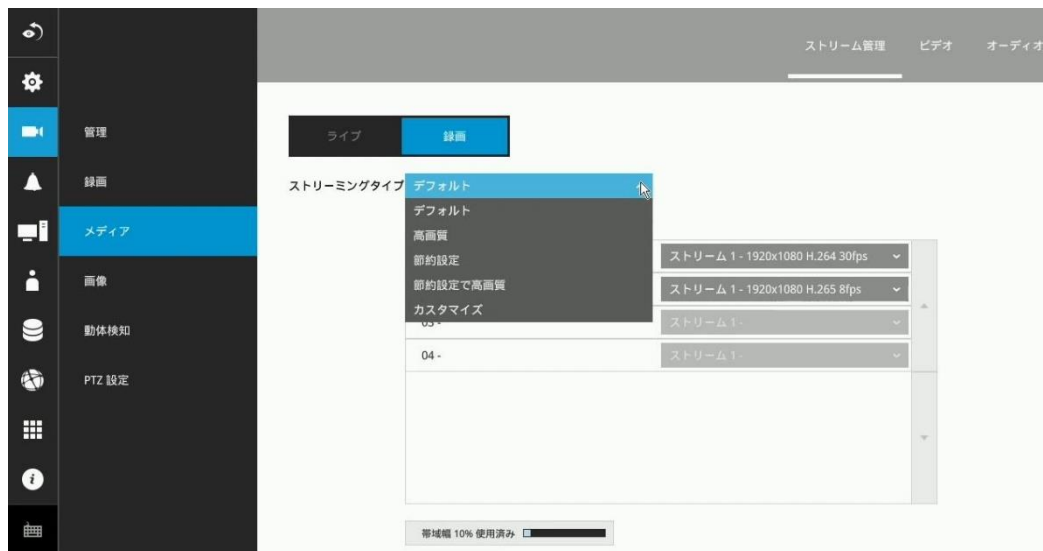 ストリーム管理 ビデオ オーディオ
管理
録画
メディア
画像
動体検知
PTZ 設定
ライブ 録画
ストリーミングタイプ デフォルト
デフォルト
高画質
節約設定
節約設定で高画質
カスタマイズ
ストリーム 1 - 1920x1080 H.264 30fps
ストリーム 1 - 1920x1080 H.265 8fps
03 - ストリーム 1 -
04 - ストリーム 1 -
帯域幅 10% 使用済み